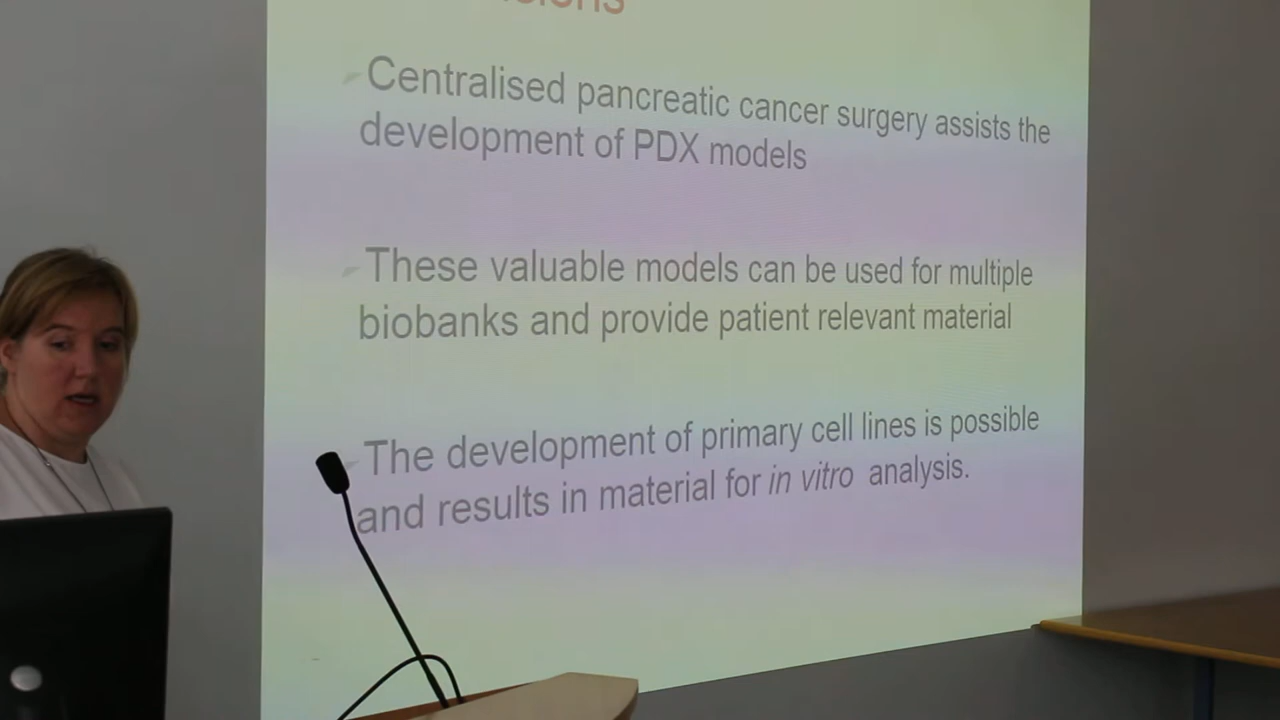 Centralised pancreatic cancer surgery assists the
development of PDX models
These valuable models can be used for multiple
biobanks and provide patient relevant material
The development of primary cell lines is possible
and results in material for in vitro analysis.